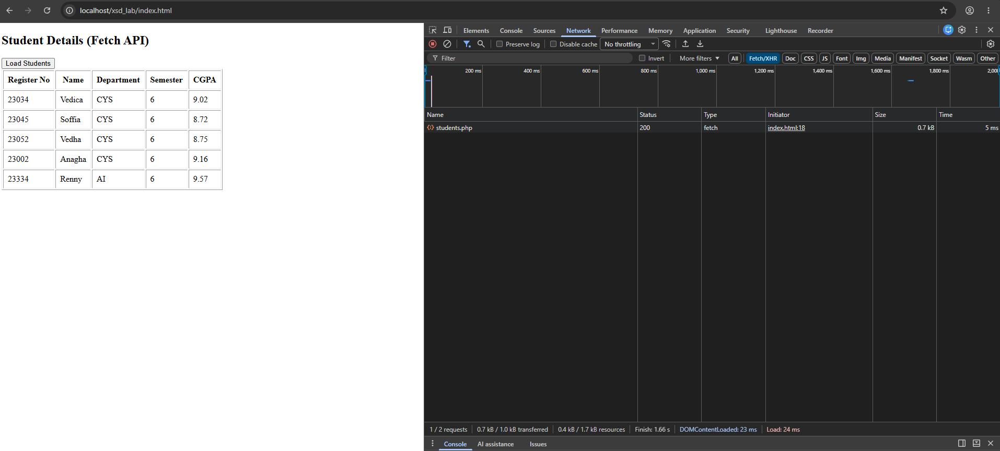 localhost/xsd_lab/index.html
Student Details (Fetch API)
Load Students
Register No Name Department Semester CGPA
23034 Vedica CYS 6 9.02
23045 Soffia CYS 6 8.72
23052 Vedha CYS 6 8.75
23002 Anagha CYS 6 9.16
23334 Renny AI 6 9.57
Elements Console Sources Network Performance Memory Application Security Lighthouse Recorder
Preserve log Disable cache No throttling
Filter Invert More filters All Fetch/XHR Doc CSS JS Font Img Media Manifest Socket Wasm Other
200 ms 400 ms 600 ms 800 ms 1,000 ms 1,200 ms 1,400 ms 1,600 ms 1,800 ms 2,000
Name Status Type Initiator Size Time
students.php 200 fetch index.html:18 0.7 kB 5 ms
1 / 2 requests 0.7 kB / 1.0 kB transferred 0.4 kB / 1.7 kB resources Finish: 1.66 s DOMContentLoaded: 23 ms Load: 24 ms
Console AI assistance Issues